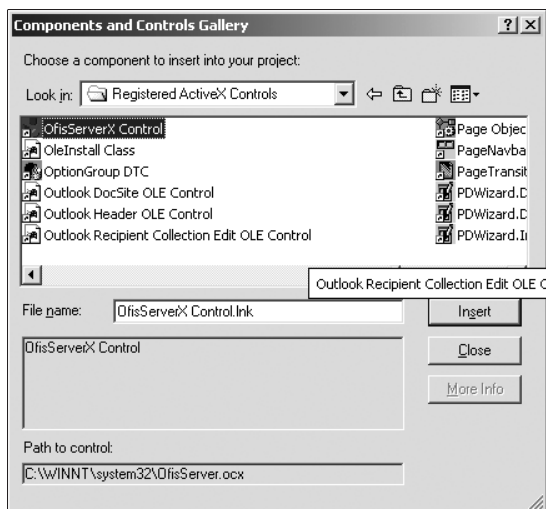 Components and Controls Gallery
Choose a component to insert into your project:
Look in: Registered ActiveX Controls
OfisServerX Control
OleInstall Class
OptionGroup DTC
Outlook DocSite OLE Control
Outlook Header OLE Control
Outlook Recipient Collection Edit OLE Control
Page Objec
PageNavba
PageTransit
PDWizard.D
PDWizard.D
PDWizard.In
Outlook Recipient Collection Edit OLE C
File name: OfisServerX Control.lnk
Insert
OfisServerX Control
Close
More Info
Path to control:
C:\WINNT\system32\OfisServer.ocx